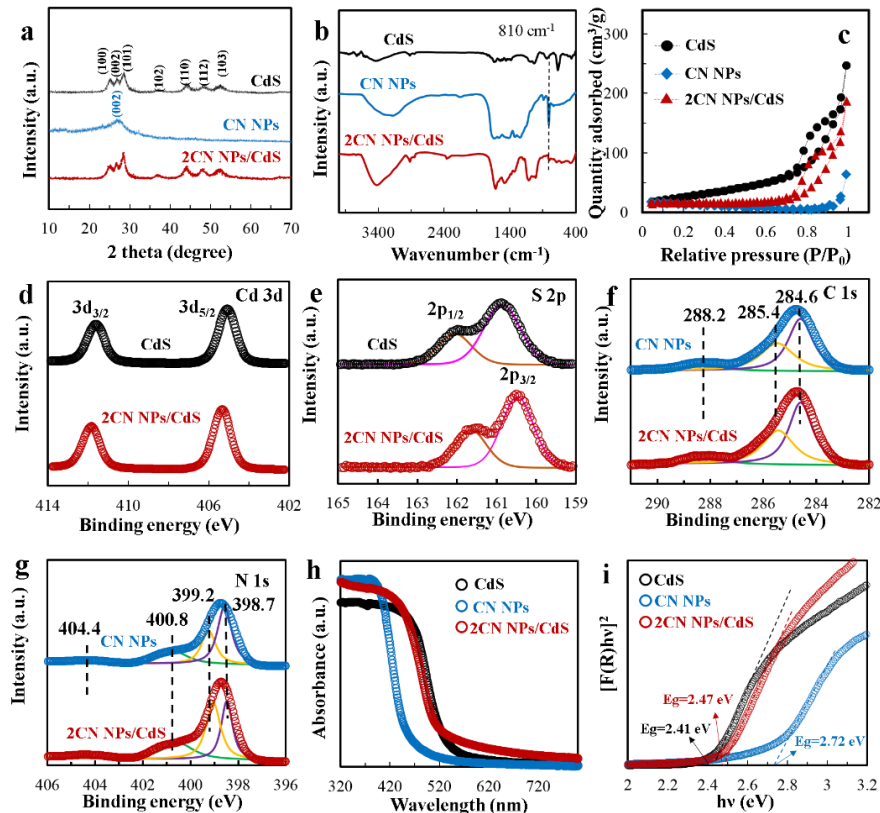 a
(100)
(002)
(101)
(102)
(110)
(112)
(103)
CdS
(002)
CN NPs
2CN NPs/CdS
Intensity (a.u.)
10 20 30 40 50 60 70
2 theta (degree)
b
810 cm-1
CdS
CN NPs
2CN NPs/CdS
Intensity (a.u.)
3400 2400 1400 400
Wavenumber (cm-1)
c
CdS
CN NPs
2CN NPs/CdS
Quantity adsorbed (cm3/g)
300
200
100
0
0 0.2 0.4 0.6 0.8 1
Relative pressure (P/P0)
d
Cd 3d
3d3/2
3d5/2
CdS
2CN NPs/CdS
Intensity (a.u.)
414 410 406 402
Binding energy (eV)
e
S 2p
2p1/2
CdS
2p3/2
2CN NPs/CdS
Intensity (a.u.)
165 164 163 162 161 160 159
Binding energy (eV)
f
C 1s
288.2
285.4
284.6
CN NPs
2CN NPs/CdS
Intensity (a.u.)
290 288 286 284 282
Binding energy (eV)
g
N 1s
404.4
400.8
399.2
398.7
CN NPs
2CN NPs/CdS
Intensity (a.u.)
406 404 402 400 398 396
Binding energy (eV)
h
CdS
CN NPs
2CN NPs/CdS
Absorbance (a.u.)
320 420 520 620 720
Wavelength (nm)
i
CdS
CN NPs
2CN NPs/CdS
[F(R)hν]2
Eg=2.47 eV
Eg=2.41 eV
Eg=2.72 eV
2 2.4 2.8 3.2
hν (eV)